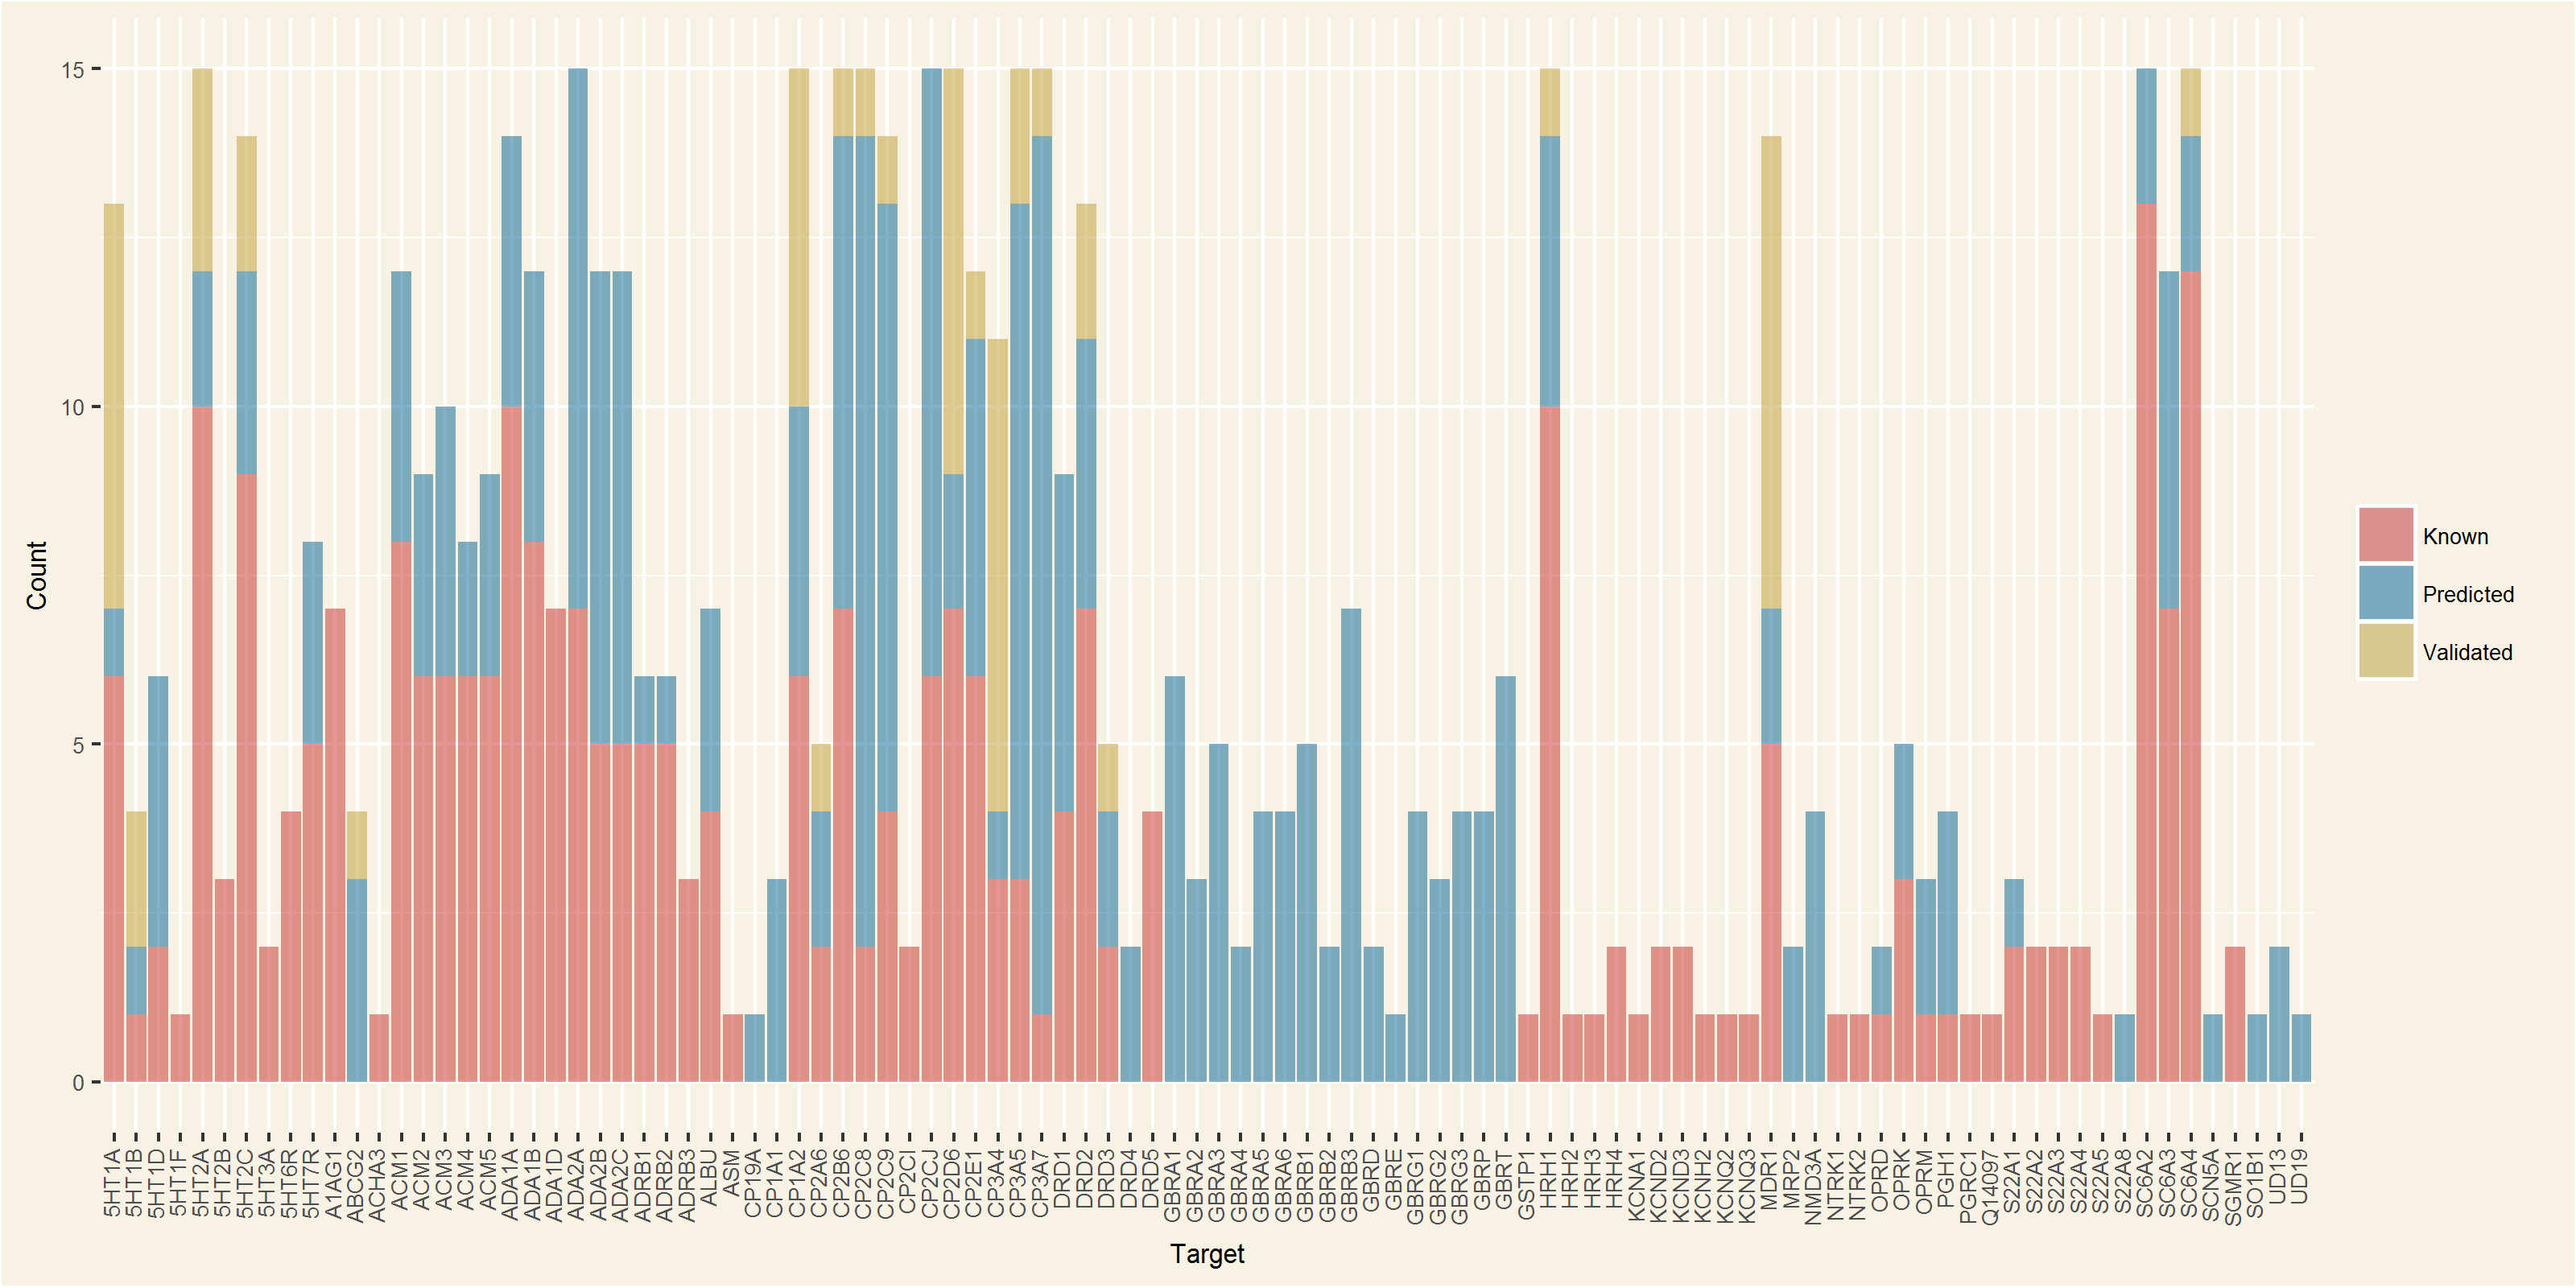 15
10
5
0
Count
5HT1A
5HT1B
5HT1D
5HT1F
5HT2A
5HT2B
5HT2C
5HT3A
5HT6R
5HT7R
A1AG1
ABCG2
ACHA3
ACM1
ACM2
ACM3
ACM4
ACM5
ADA1A
ADA1B
ADA1D
ADA2A
ADA2B
ADA2C
ADRB1
ADRB2
ADRB3
ALBU
ASM
CP19A
CP1A1
CP1A2
CP2A6
CP2B6
CP2C8
CP2C9
CP2CI
CP2CJ
CP2D6
CP2E1
CP3A4
CP3A5
CP3A7
DRD1
DRD2
DRD3
DRD4
DRD5
GBRA1
GBRA2
GBRA3
GBRA4
GBRA5
GBRA6
GBRB1
GBRB2
GBRB3
GBRD
GBRE
GBRG1
GBRG2
GBRG3
GBRP
GBRT
GSTP1
HRH1
HRH2
HRH3
HRH4
KCNA1
KCND2
KCND3
KCNH2
KCNQ2
KCNQ3
MDR1
MRP2
NMD3A
NTRK1
NTRK2
OPRD
OPRK
OPRM
PGH1
PGRC1
Q14097
S22A1
S22A2
S22A3
S22A4
S22A5
S22A8
SC6A2
SC6A3
SC6A4
SCN5A
SGMR1
SO1B1
UD13
UD19
Target
Known
Predicted
Validated